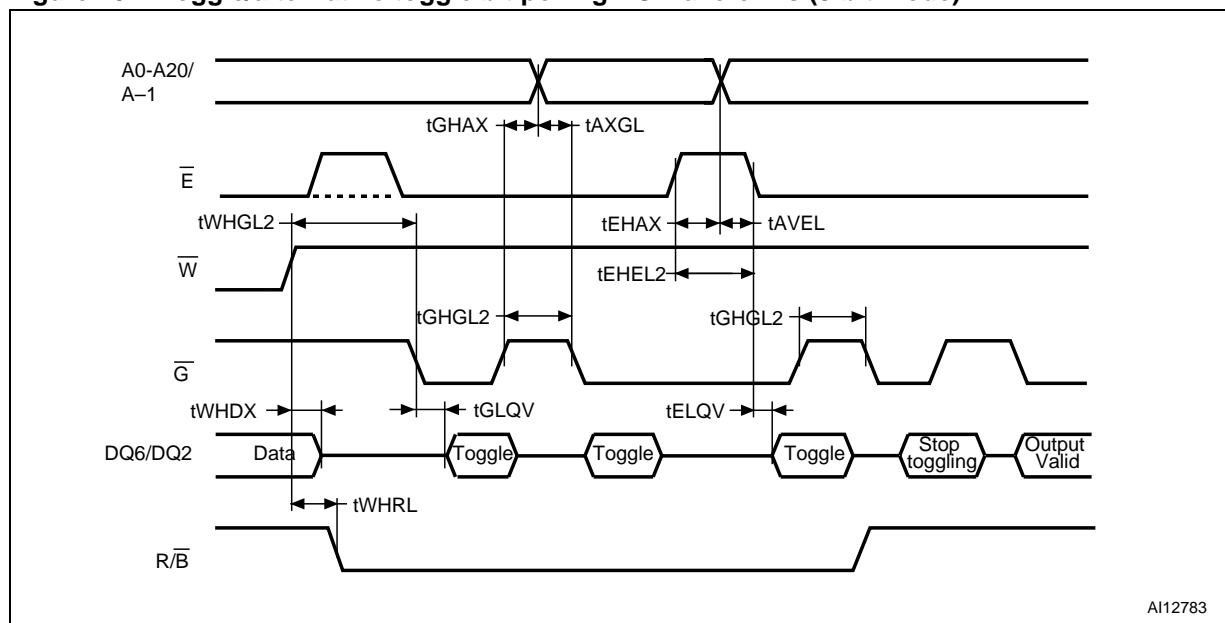 A0-A20/
A–1
tGHAX
tAXGL
E
tWHGL2
tEHAX
tAVEL
W
tEHEL2
tGHGL2
tGHGL2
G
tWHDX
tGLQV
tELQV
DQ6/DQ2
Data
Toggle
Toggle
Toggle
Stop
toggling
Output
Valid
tWHRL
R/B
AI12783